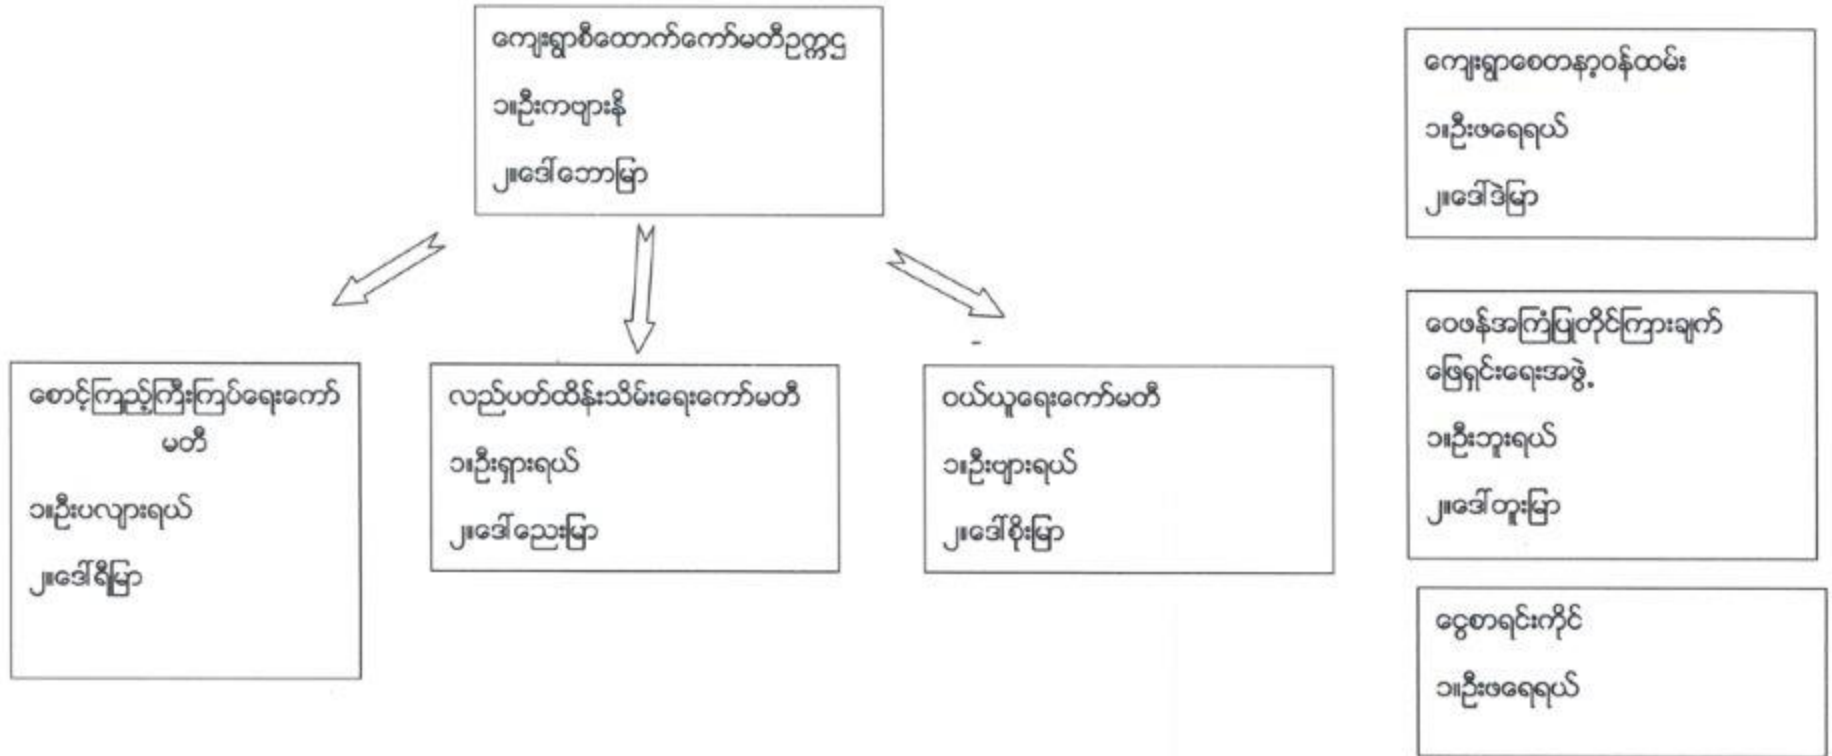 ကျေးရွာစီထောက်ကော်မတီဥက္ကဌ
၁။ဦးကဗျားနိ
၂။ဒေါ်ဘောမြာ
စောင့်ကြည့်ကြီးကြပ်ရေးကော်
မတီ
၁။ဦးပလျားရယ်
၂။ဒေါ်ရီမြာ
လည်ပတ်ထိန်းသိမ်းရေးကော်မတီ
၁။ဦးရှားရယ်
၂။ဒေါ်ညေးမြာ
ဝယ်ယူရေးကော်မတီ
၁။ဦးဗျားရယ်
၂။ဒေါ်စိုးမြာ
ကျေးရွာစေတနာ့ဝန်ထမ်း
၁။ဦးဖရေရယ်
၂။ဒေါ်ဒဲမြာ
ဝေဖန်အကြံပြုတိုင်ကြားချက်
ဖြေရှင်းရေးအဖွဲ့
၁။ဦးဘူးရယ်
၂။ဒေါ်တူးမြာ
ငွေစာရင်းကိုင်
၁။ဦးဖရေရယ်